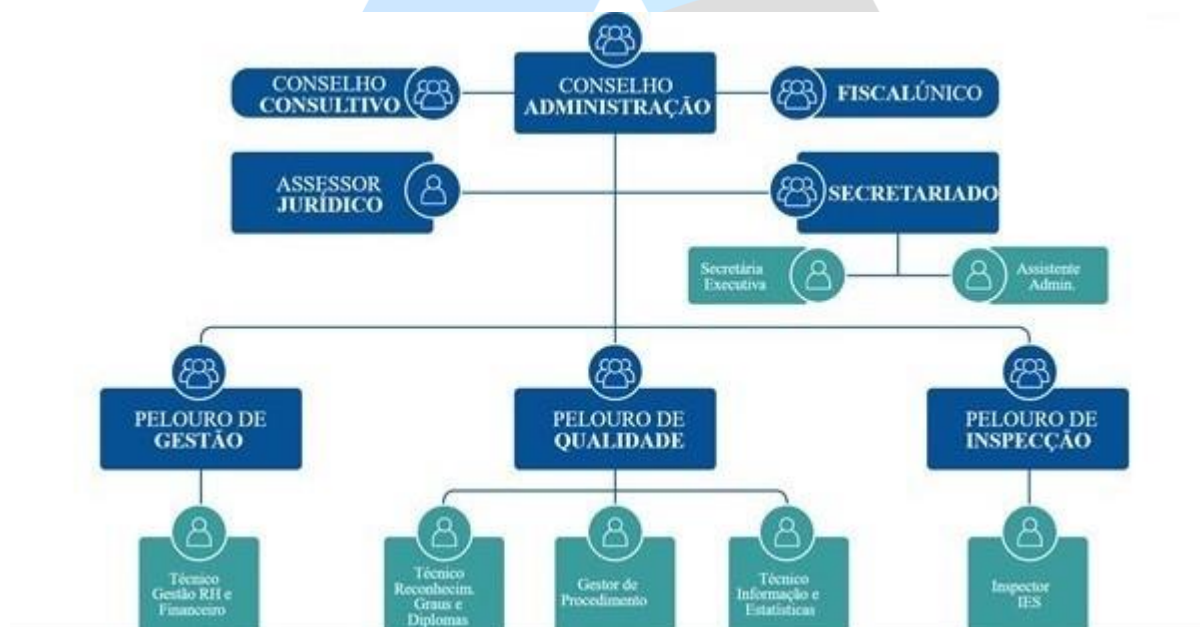 CONSELHO
CONSULTIVO
CONSELHO
ADMINISTRAÇÃO
FISCALÚNICO
ASSESSOR
JURÍDICO
SECRETARIADO
Secretária
Executiva
Assistente
Admin.
PELOURO DE
GESTÃO
PELOURO DE
QUALIDADE
PELOURO DE
INSPECÇÃO
Técnico
Gestão RH e
Financeiro
Técnico
Reconhecim.
Graus e
Diplomas
Gestor de
Procedimento
Técnico
Informação e
Estatísticas
Inspector
IES